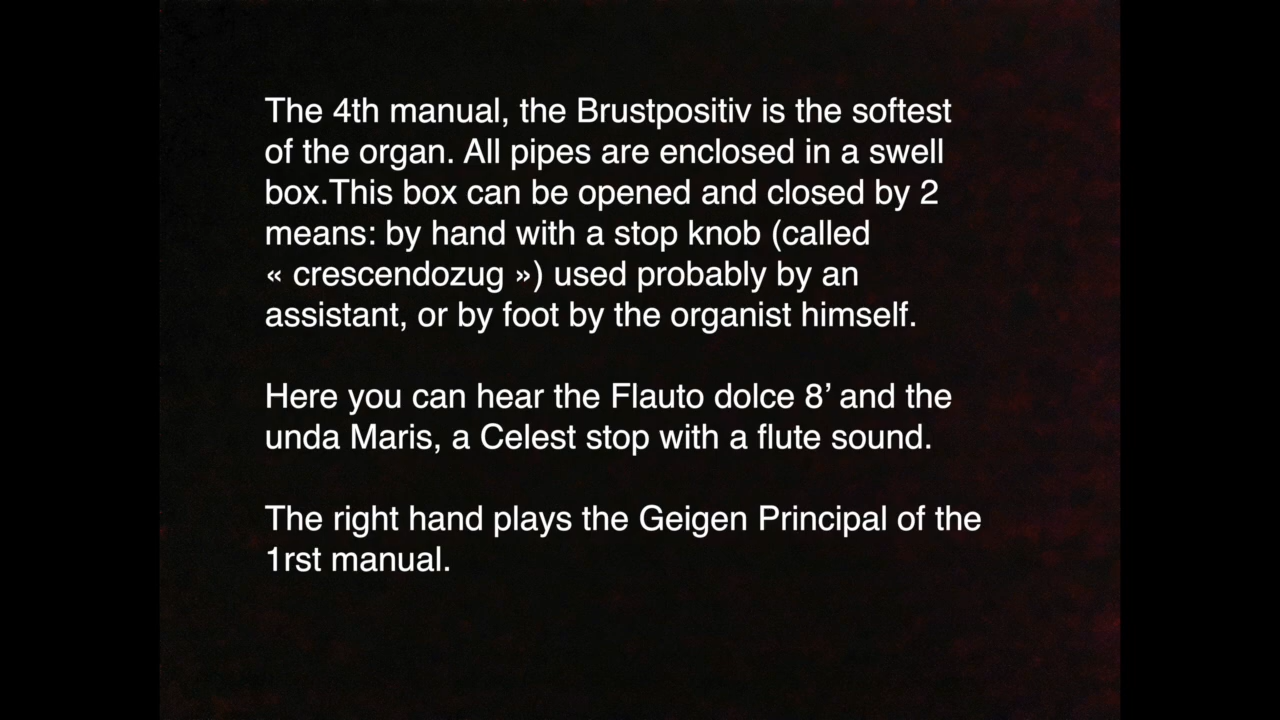 The 4th manual, the Brustpositiv is the softest
of the organ. All pipes are enclosed in a swell
box.This box can be opened and closed by 2
means: by hand with a stop knob (called
« crescendozug ») used probably by an
assistant, or by foot by the organist himself.
Here you can hear the Flauto dolce 8’ and the
unda Maris, a Celest stop with a flute sound.
The right hand plays the Geigen Principal of the
1rst manual.